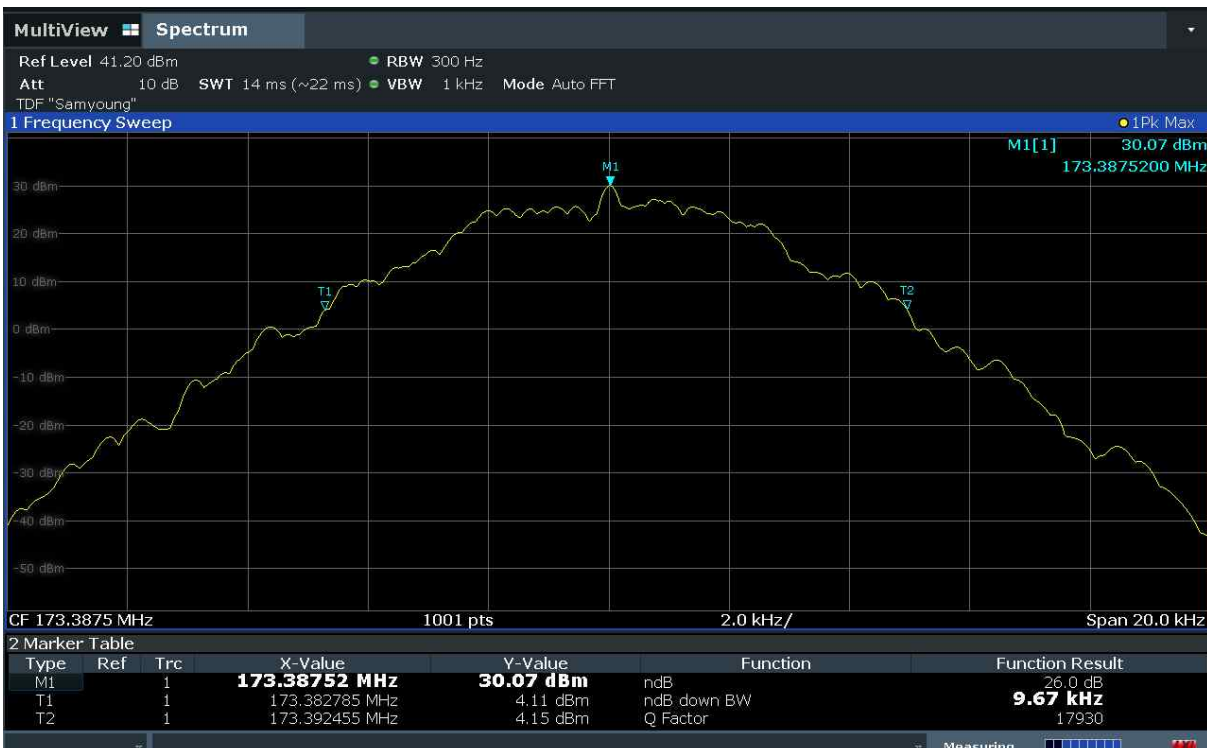 MultiView Spectrum
Ref Level 41.20 dBm RBW 300 Hz
Att 10 dB SWT 14 ms (~22 ms) VBW 1 kHz Mode Auto FFT
TDF "Samyoung"
1 Frequency Sweep 1Pk Max
M1[1] 30.07 dBm
173.3875200 MHz
M1
30 dBm
20 dBm
10 dBm
T1
T2
0 dBm
-10 dBm
-20 dBm
-30 dBm
-40 dBm
-50 dBm
CF 173.3875 MHz 1001 pts 2.0 kHz/ Span 20.0 kHz
2 Marker Table
Type Ref Trc X-Value Y-Value Function Function Result
M1 1 173.38752 MHz 30.07 dBm ndB 26.0 dB
T1 1 173.382785 MHz 4.11 dBm ndB down BW 9.67 kHz
T2 1 173.392455 MHz 4.15 dBm Q Factor 17930
Measuring